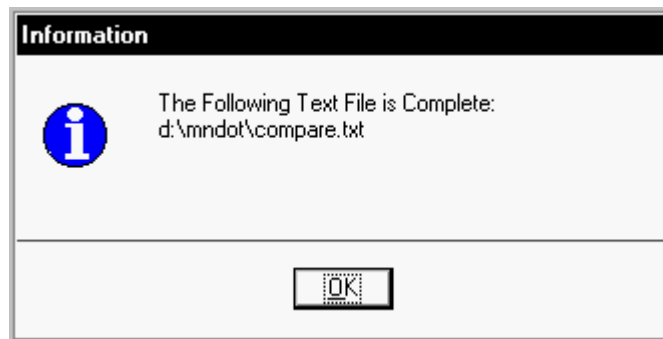 Information
The Following Text File is Complete:
d:\mndot\compare.txt
OK